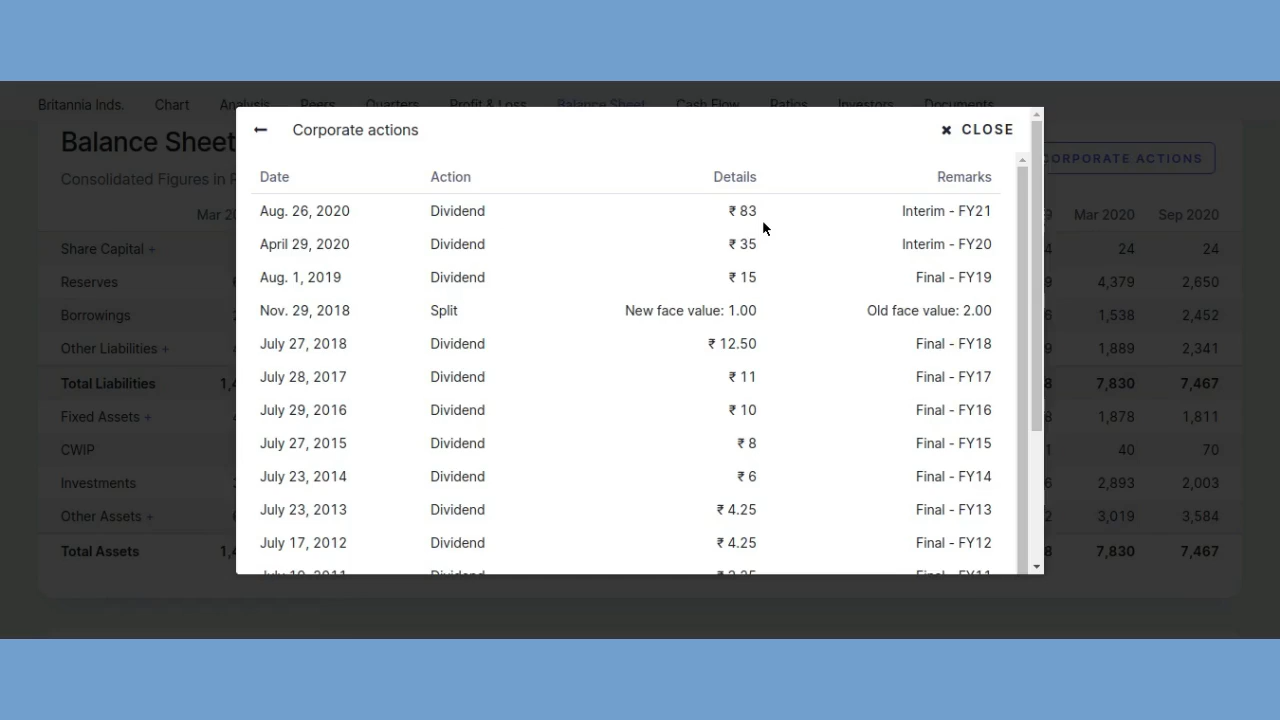 Britannia Inds. Chart Analysis Peers Quarters Profit & Loss Balance Sheet Cash Flow Ratios Investors Documents
Corporate actions ✖ CLOSE
Balance Sheet
CORPORATE ACTIONS
Consolidated Figures in
Date Action Details Remarks
Mar Mar 2020 Sep 2020
Aug. 26, 2020 Dividend ₹ 83 Interim - FY21
April 29, 2020 Dividend ₹ 35 Interim - FY20
Aug. 1, 2019 Dividend ₹ 15 Final - FY19
Nov. 29, 2018 Split New face value: 1.00 Old face value: 2.00
July 27, 2018 Dividend ₹ 12.50 Final - FY18
July 28, 2017 Dividend ₹ 11 Final - FY17
July 29, 2016 Dividend ₹ 10 Final - FY16
July 27, 2015 Dividend ₹ 8 Final - FY15
July 23, 2014 Dividend ₹ 6 Final - FY14
July 23, 2013 Dividend ₹ 4.25 Final - FY13
July 17, 2012 Dividend ₹ 4.25 Final - FY12
Share Capital + 24 24
Reserves 4,379 2,650
Borrowings 1,538 2,452
Other Liabilities + 1,889 2,341
Total Liabilities 7,830 7,467
Fixed Assets + 1,878 1,811
CWIP 40 70
Investments 2,893 2,003
Other Assets + 3,019 3,584
Total Assets 7,830 7,467